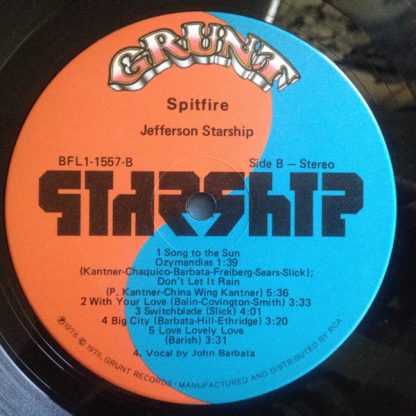 GRUNT
Spitfire
Jefferson Starship
BFL1-1557-B
Side B — Stereo
STARSHIP
1 Song to the Sun
Ozymandias 1:39
(Kantner-Chaquico-Barbata-Freiberg-Sears-Slick);
Don't Let It Rain
(P. Kantner-China Wing Kantner) 5:36
2 With Your Love (Balin-Covington-Smith) 3:33
3 Switchblade (Slick) 4:01
4 Big City (Barbata-Hill-Ethridge) 3:20
5 Love Lovely Love
(Barish) 3:31
4, Vocal by John Barbata
℗ 1976 © 1976, GRUNT RECORDS · MANUFACTURED AND DISTRIBUTED BY RCA